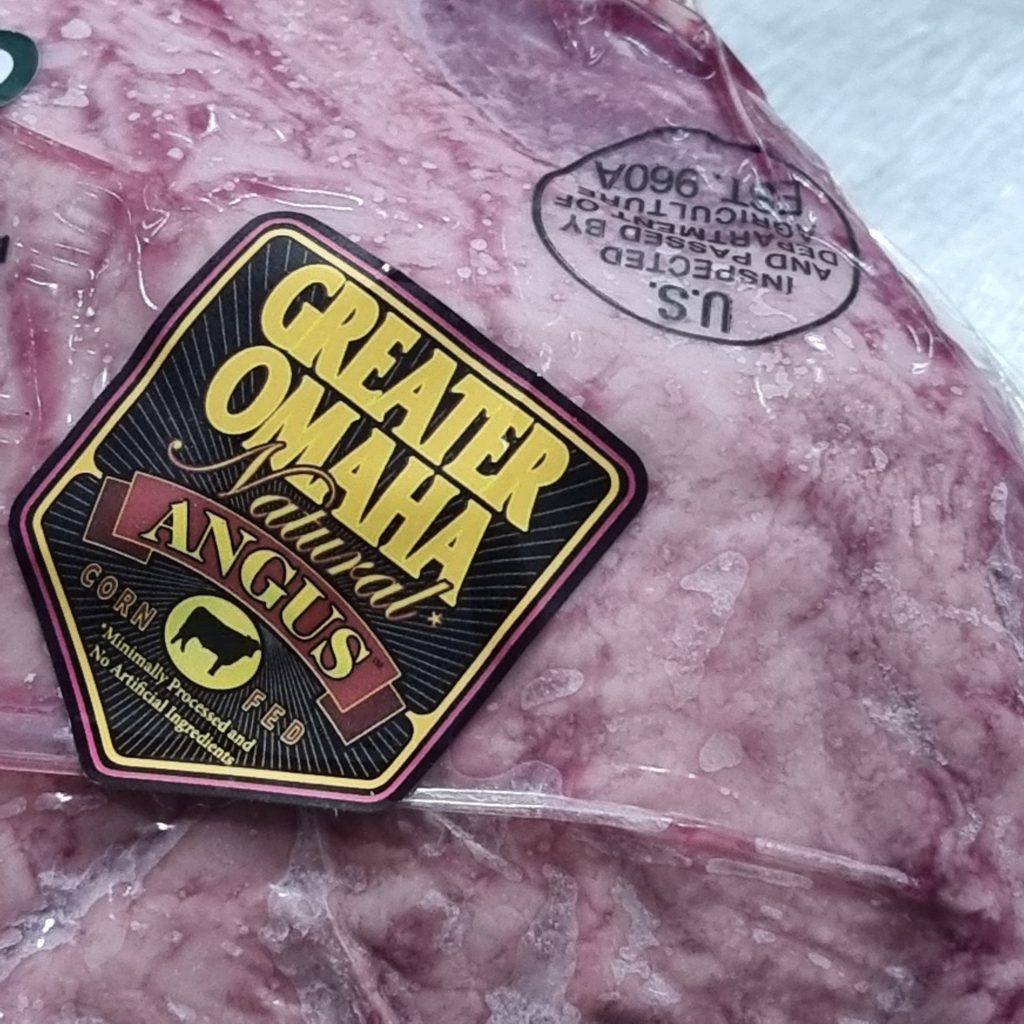 GREATER
OMAHA
Natural*
ANGUS™
CORN FED
*Minimally Processed and
No Artificial Ingredients
U.S.
INSPECTED
AND PASSED BY
DEPARTMENT OF
AGRICULTURE
EST. 960A